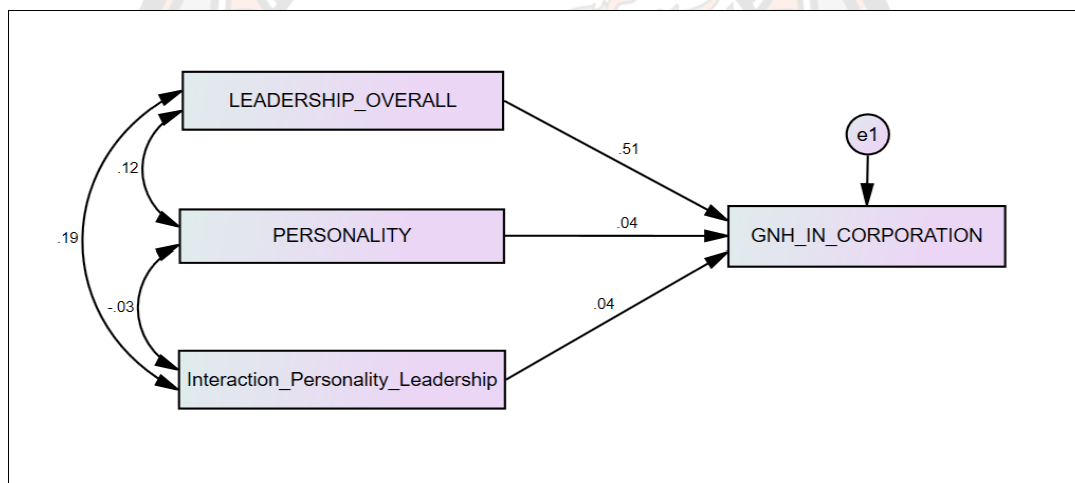 LEADERSHIP_OVERALL
e1
.51
.12
GNH_IN_CORPORATION
PERSONALITY
.04
.19
-.03
.04
Interaction_Personality_Leadership